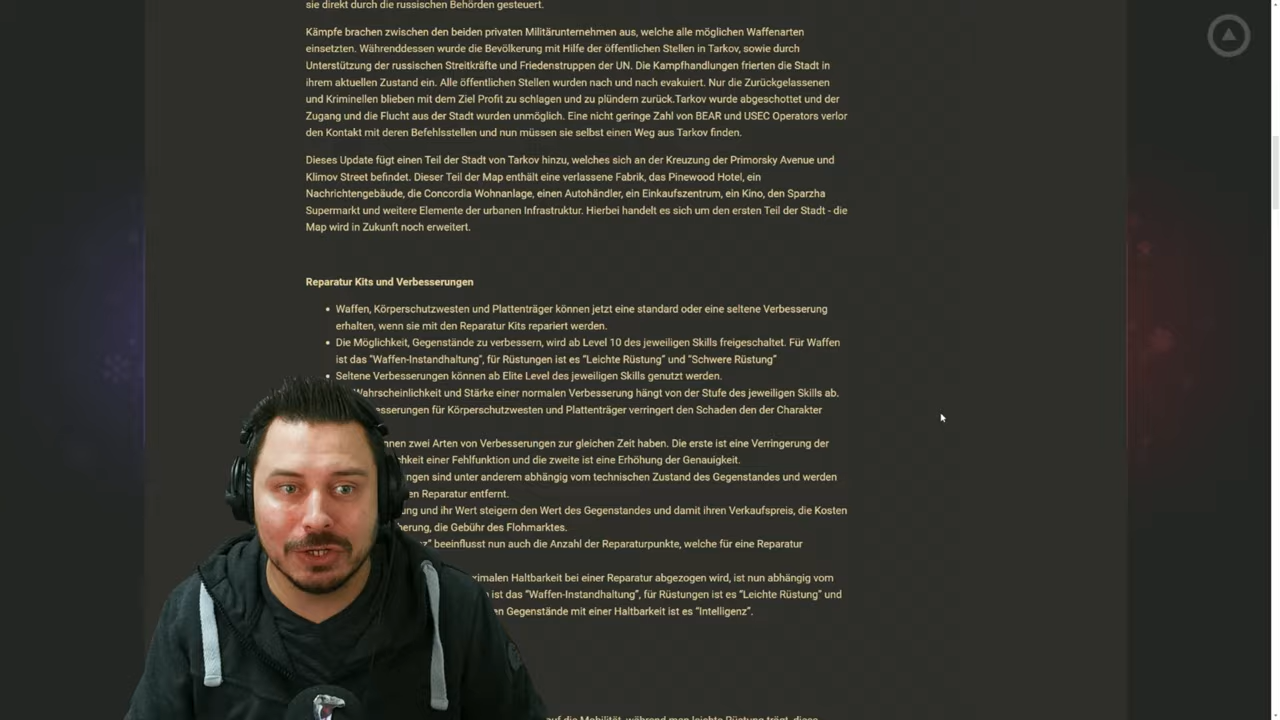 sie direkt durch die russischen Behörden gesteuert.
Kämpfe brachen zwischen den beiden privaten Militärunternehmen aus, welche alle möglichen Waffenarten
einsetzten. Währenddessen wurde die Bevölkerung mit Hilfe der öffentlichen Stellen in Tarkov, sowie durch
Unterstützung der russischen Streitkräfte und Friedenstruppen der UN. Die Kampfhandlungen frierten die Stadt in
ihrem aktuellen Zustand ein. Alle öffentlichen Stellen wurden nach und nach evakuiert. Nur die Zurückgelassenen
und Kriminellen blieben mit dem Ziel Profit zu schlagen und zu plündern zurück.Tarkov wurde abgeschottet und der
Zugang und die Flucht aus der Stadt wurden unmöglich. Eine nicht geringe Zahl von BEAR und USEC Operators verlor
den Kontakt mit deren Befehlsstellen und nun müssen sie selbst einen Weg aus Tarkov finden.
Dieses Update fügt einen Teil der Stadt von Tarkov hinzu, welches sich an der Kreuzung der Primorsky Avenue und
Klimov Street befindet. Dieser Teil der Map enthält eine verlassene Fabrik, das Pinewood Hotel, ein
Nachrichtengebäude, die Concordia Wohnanlage, einen Autohändler, ein Einkaufszentrum, ein Kino, den Sparzha
Supermarkt und weitere Elemente der urbanen Infrastruktur. Hierbei handelt es sich um den ersten Teil der Stadt - die
Map wird in Zukunft noch erweitert.
Reparatur Kits und Verbesserungen
• Waffen, Körperschutzwesten und Plattenträger können jetzt eine standard oder eine seltene Verbesserung
erhalten, wenn sie mit den Reparatur Kits repariert werden.
• Die Möglichkeit, Gegenstände zu verbessern, wird ab Level 10 des jeweiligen Skills freigeschaltet. Für Waffen
ist das "Waffen-Instandhaltung", für Rüstungen ist es "Leichte Rüstung" und "Schwere Rüstung"
• Seltene Verbesserungen können ab Elite Level des jeweiligen Skills genutzt werden.
Wahrscheinlichkeit und Stärke einer normalen Verbesserung hängt von der Stufe des jeweiligen Skills ab.
für Körperschutzwesten und Plattenträger verringert den Schaden den der Charakter
zwei Arten von Verbesserungen zur gleichen Zeit haben. Die erste ist eine Verringerung der
einer Fehlfunktion und die zweite ist eine Erhöhung der Genauigkeit.
sind unter anderem abhängig vom technischen Zustand des Gegenstandes und werden
Reparatur entfernt.
und ihr Wert steigern den Wert des Gegenstandes und damit ihren Verkaufspreis, die Kosten
die Gebühr des Flohmarktes.
beeinflusst nun auch die Anzahl der Reparaturpunkte, welche für eine Reparatur
Haltbarkeit bei einer Reparatur abgezogen wird, ist nun abhängig vom
ist das "Waffen-Instandhaltung", für Rüstungen ist es "Leichte Rüstung" und
Gegenstände mit einer Haltbarkeit ist es "Intelligenz".
auf die Mobilität, während man leichte Rüstung trägt, diese